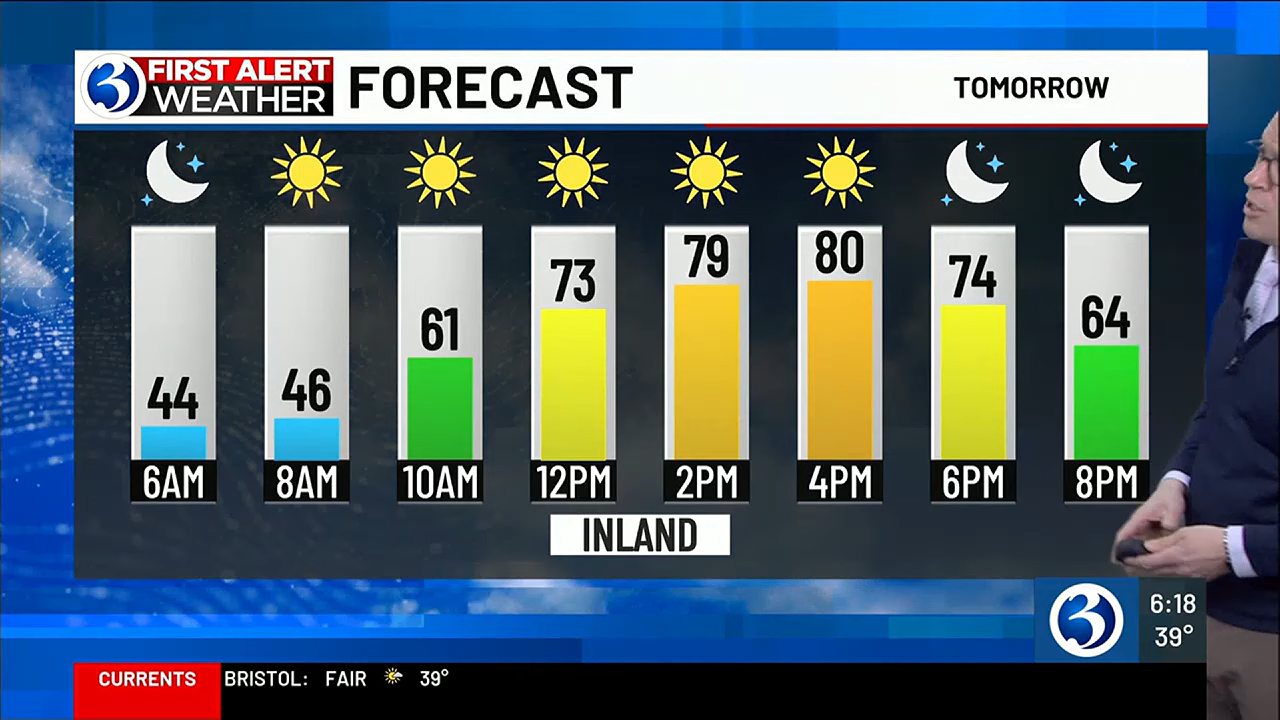 3 FIRST ALERT
WEATHER
FORECAST
TOMORROW
44 46 61 73 79 80 74 64
6AM 8AM 10AM 12PM 2PM 4PM 6PM 8PM
INLAND
3
6:18
39°
CURRENTS BRISTOL: FAIR 39°